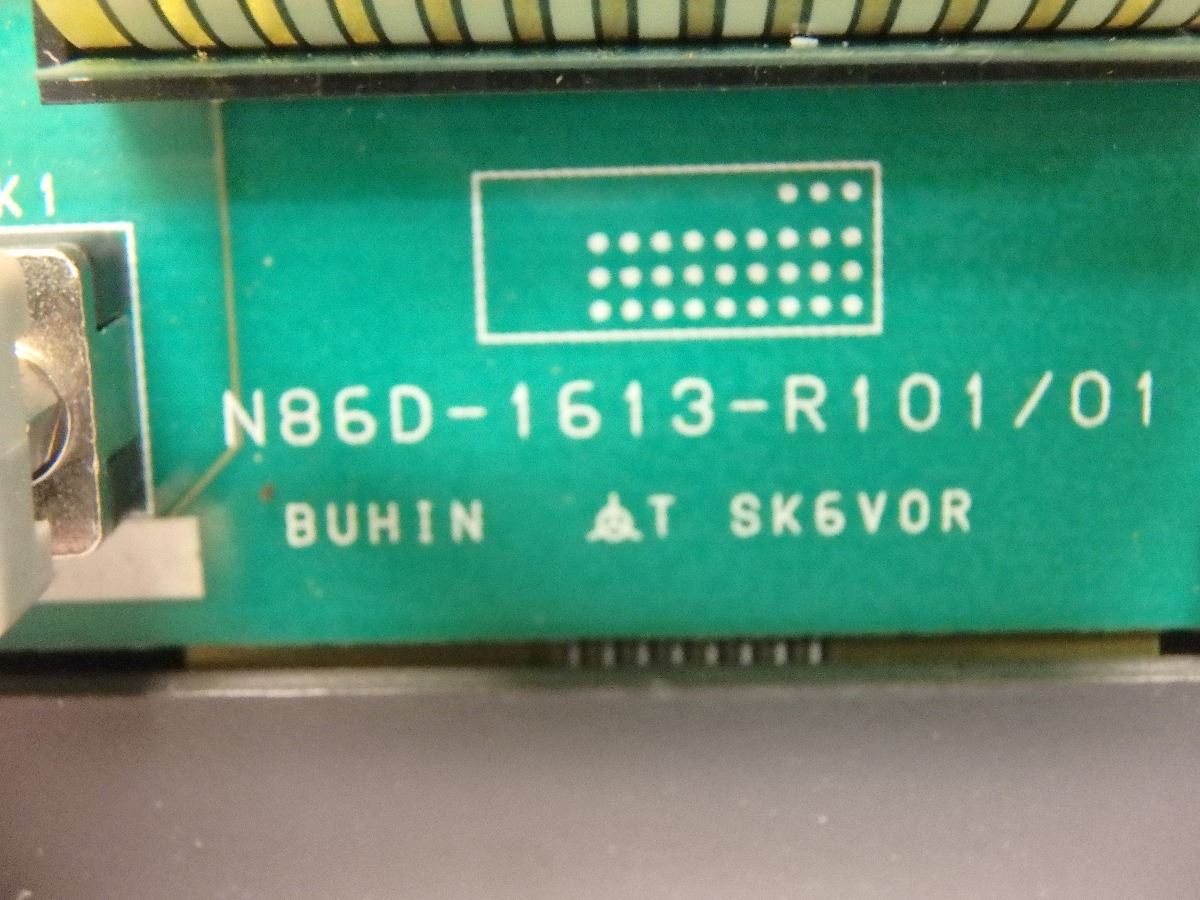 K1
N86D-1613-R101/01
BUHIN T SK6V0R